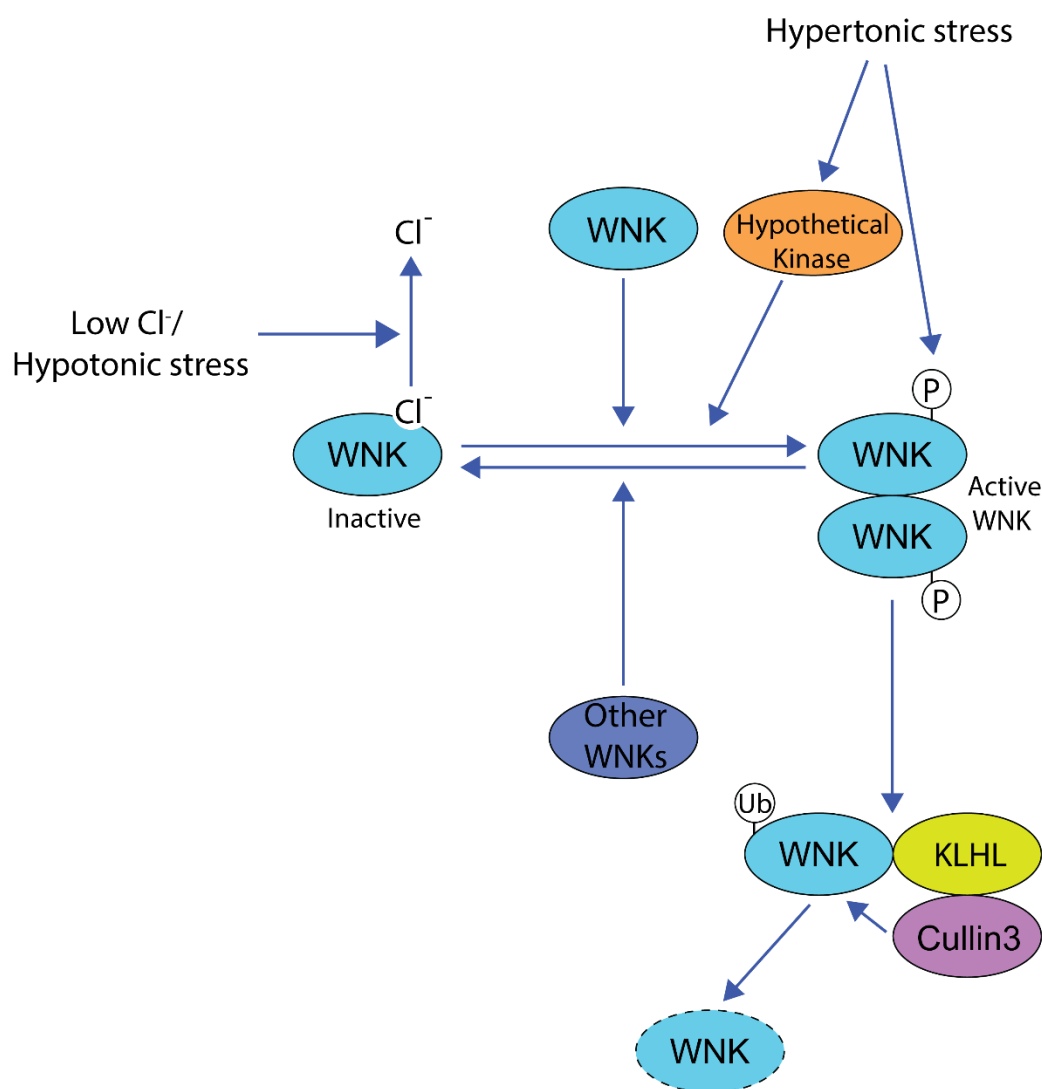 Hypertonic stress
WNK
Hypothetical
Kinase
Cl⁻
Low Cl⁻/
Hypotonic stress
P
Cl⁻
WNK
WNK
Inactive
Active
WNK
WNK
P
Other
WNKs
Ub
WNK
KLHL
Cullin3
WNK